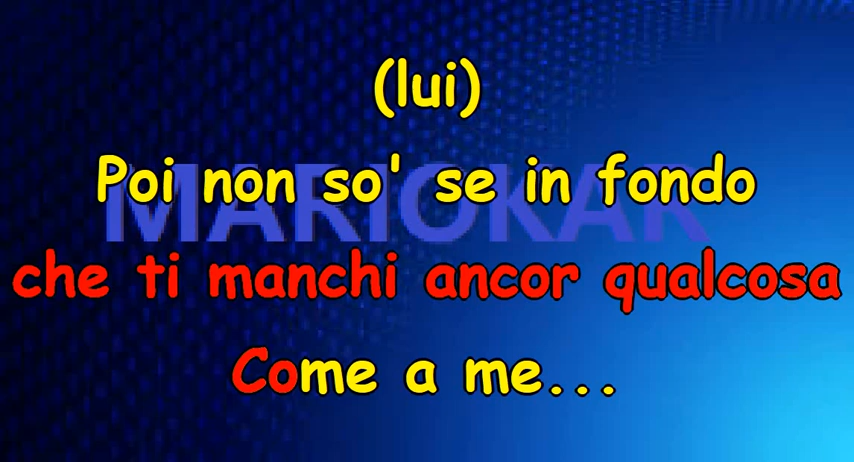 (lui)
MARIOKAR
Poi non so' se in fondo
che ti manchi ancor qualcosa
Come a me...